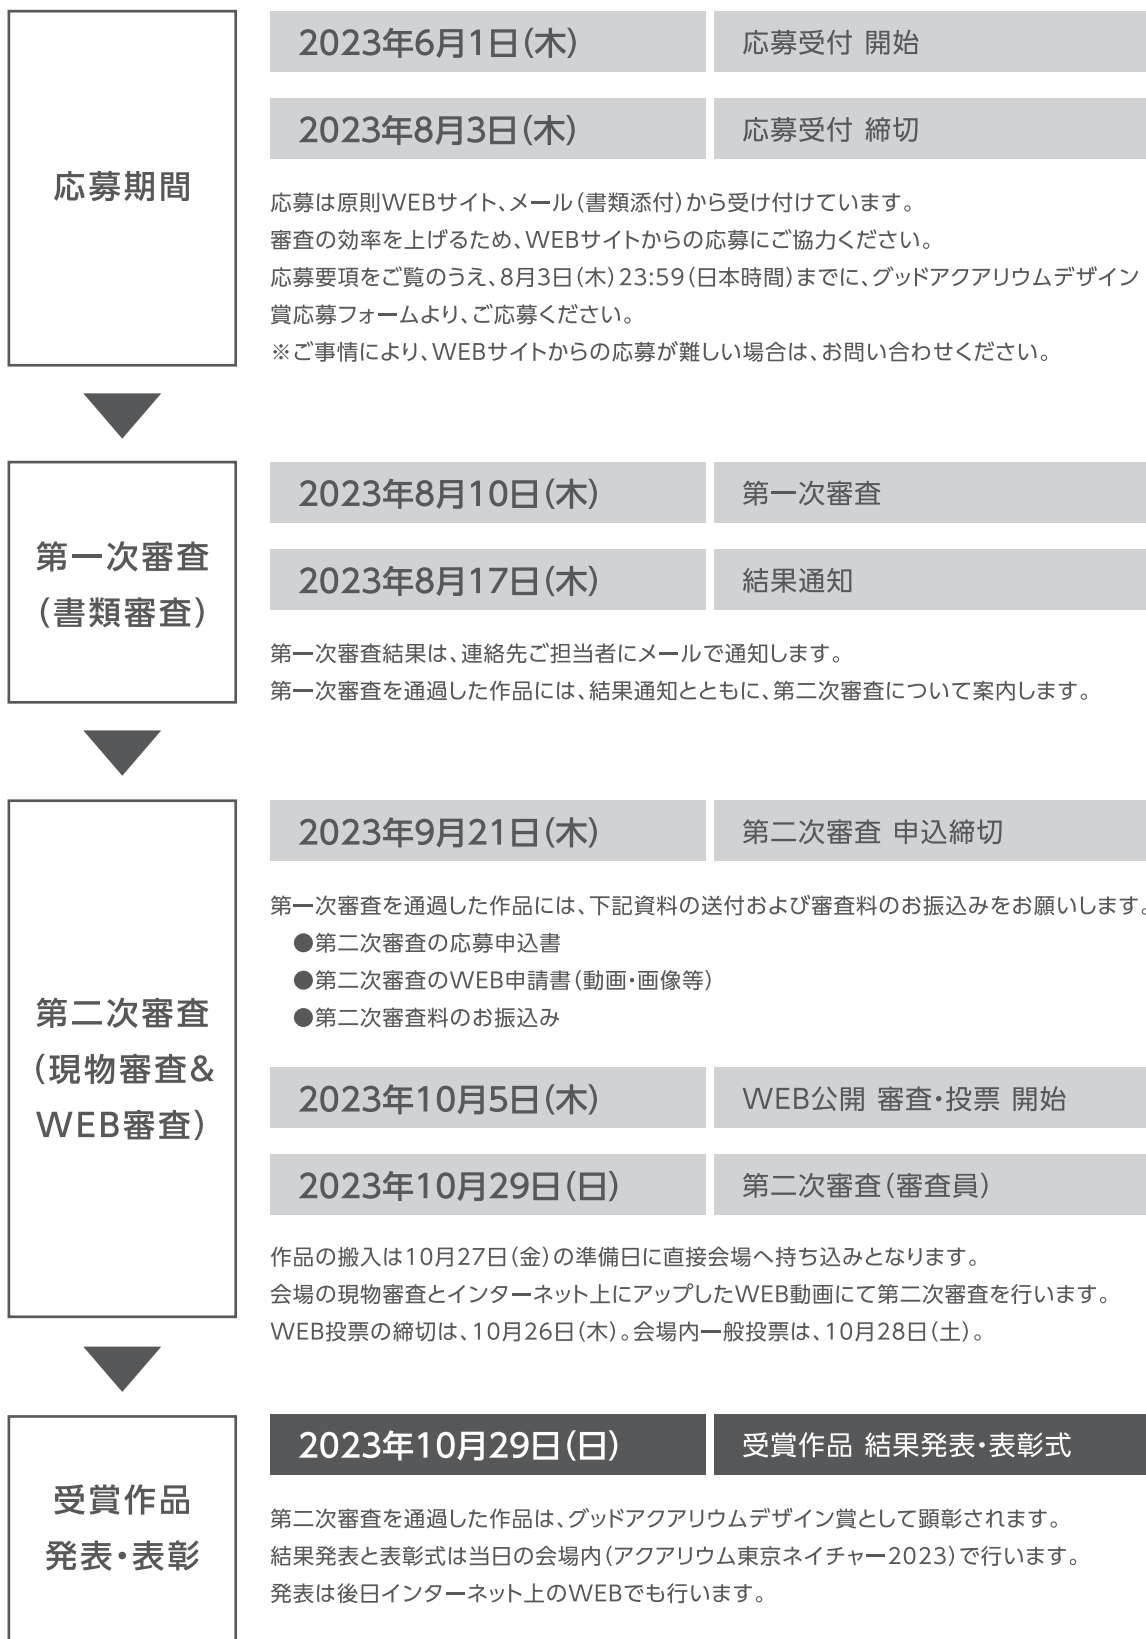 応募期間
2023年6月1日(木) 応募受付 開始
2023年8月3日(木) 応募受付 締切
応募は原則WEBサイト、メール(書類添付)から受け付けています。
審査の効率を上げるため、WEBサイトからの応募にご協力ください。
応募要項をご覧のうえ、8月3日(木)23:59(日本時間)までに、グッドアクアリウムデザイン
賞応募フォームより、ご応募ください。
※ご事情により、WEBサイトからの応募が難しい場合は、お問い合わせください。
第一次審査
(書類審査)
2023年8月10日(木) 第一次審査
2023年8月17日(木) 結果通知
第一次審査結果は、連絡先ご担当者にメールで通知します。
第一次審査を通過した作品には、結果通知とともに、第二次審査について案内します。
第二次審査
(現物審査&
WEB審査)
2023年9月21日(木) 第二次審査 申込締切
第一次審査を通過した作品には、下記資料の送付および審査料のお振込みをお願いします。
●第二次審査の応募申込書
●第二次審査のWEB申請書(動画・画像等)
●第二次審査料のお振込み
2023年10月5日(木) WEB公開 審査・投票 開始
2023年10月29日(日) 第二次審査(審査員)
作品の搬入は10月27日(金)の準備日に直接会場へ持ち込みとなります。
会場の現物審査とインターネット上にアップしたWEB動画にて第二次審査を行います。
WEB投票の締切は、10月26日(木)。会場内一般投票は、10月28日(土)。
受賞作品
発表・表彰
2023年10月29日(日) 受賞作品 結果発表・表彰式
第二次審査を通過した作品は、グッドアクアリウムデザイン賞として顕彰されます。
結果発表と表彰式は当日の会場内(アクアリウム東京ネイチャー2023)で行います。
発表は後日インターネット上のWEBでも行います。